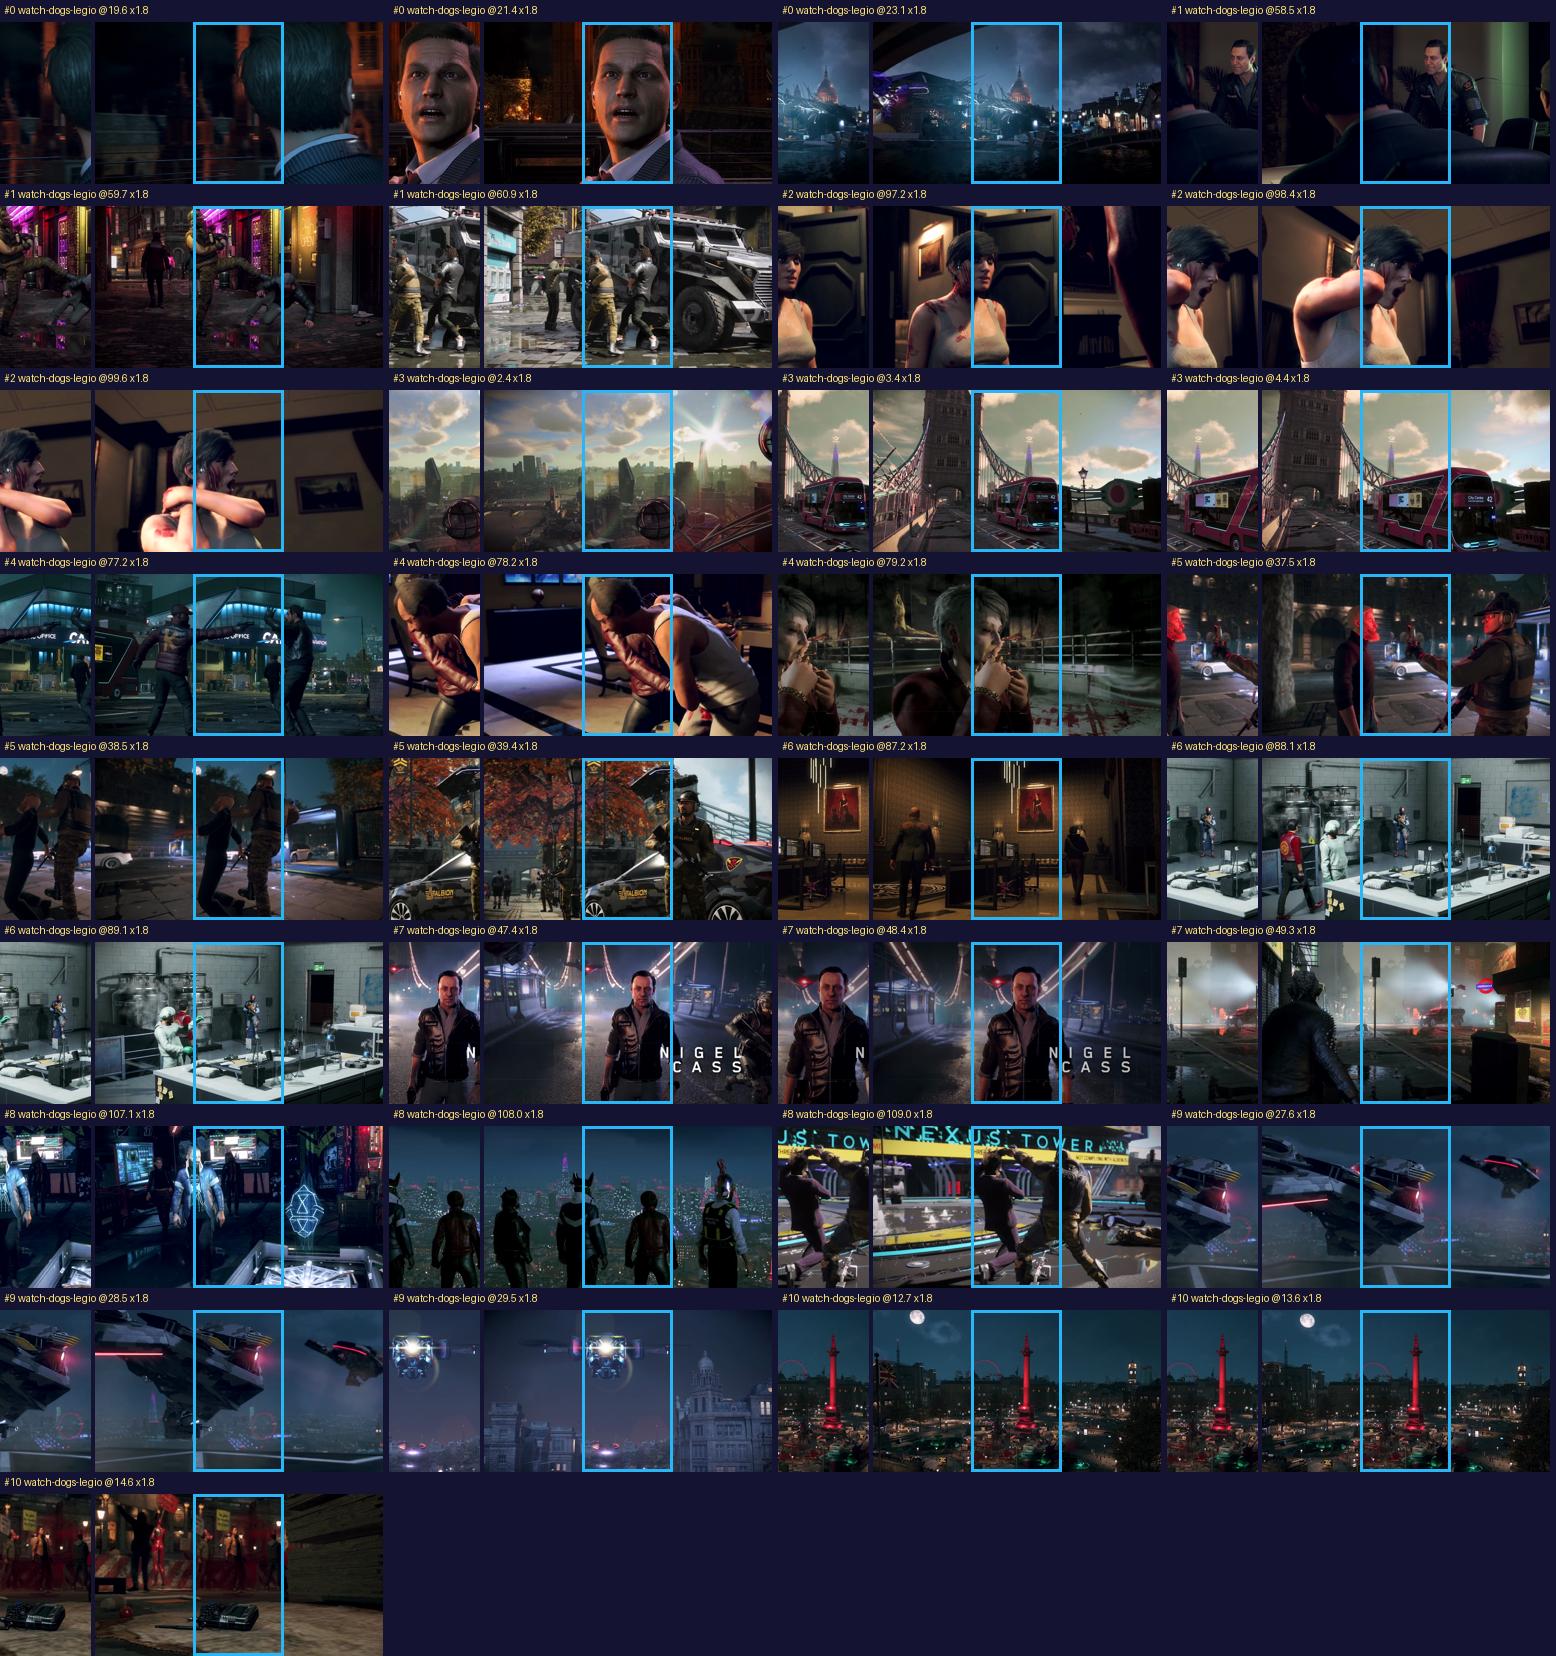 #0 watch-dogs-legio @19.6 x1.8
#0 watch-dogs-legio @21.4 x1.8
#0 watch-dogs-legio @23.1 x1.8
#1 watch-dogs-legio @58.5 x1.8
#1 watch-dogs-legio @59.7 x1.8
#1 watch-dogs-legio @60.9 x1.8
#2 watch-dogs-legio @97.2 x1.8
#2 watch-dogs-legio @98.4 x1.8
#2 watch-dogs-legio @99.6 x1.8
#3 watch-dogs-legio @2.4 x1.8
#3 watch-dogs-legio @3.4 x1.8
#3 watch-dogs-legio @4.4 x1.8
#4 watch-dogs-legio @77.2 x1.8
#4 watch-dogs-legio @78.2 x1.8
#4 watch-dogs-legio @79.2 x1.8
#5 watch-dogs-legio @37.5 x1.8
OFFICE CA
OFFICE CA
#5 watch-dogs-legio @38.5 x1.8
#5 watch-dogs-legio @39.4 x1.8
#6 watch-dogs-legio @87.2 x1.8
#6 watch-dogs-legio @88.1 x1.8
ALBION
ALBION
#6 watch-dogs-legio @89.1 x1.8
#7 watch-dogs-legio @47.4 x1.8
#7 watch-dogs-legio @48.4 x1.8
#7 watch-dogs-legio @49.3 x1.8
N
NIGEL
CASS
N
NIGEL
CASS
#8 watch-dogs-legio @107.1 x1.8
#8 watch-dogs-legio @108.0 x1.8
#8 watch-dogs-legio @109.0 x1.8
#9 watch-dogs-legio @27.6 x1.8
US TOW
NEXUS TOWER
#9 watch-dogs-legio @28.5 x1.8
#9 watch-dogs-legio @29.5 x1.8
#10 watch-dogs-legio @12.7 x1.8
#10 watch-dogs-legio @13.6 x1.8
#10 watch-dogs-legio @14.6 x1.8